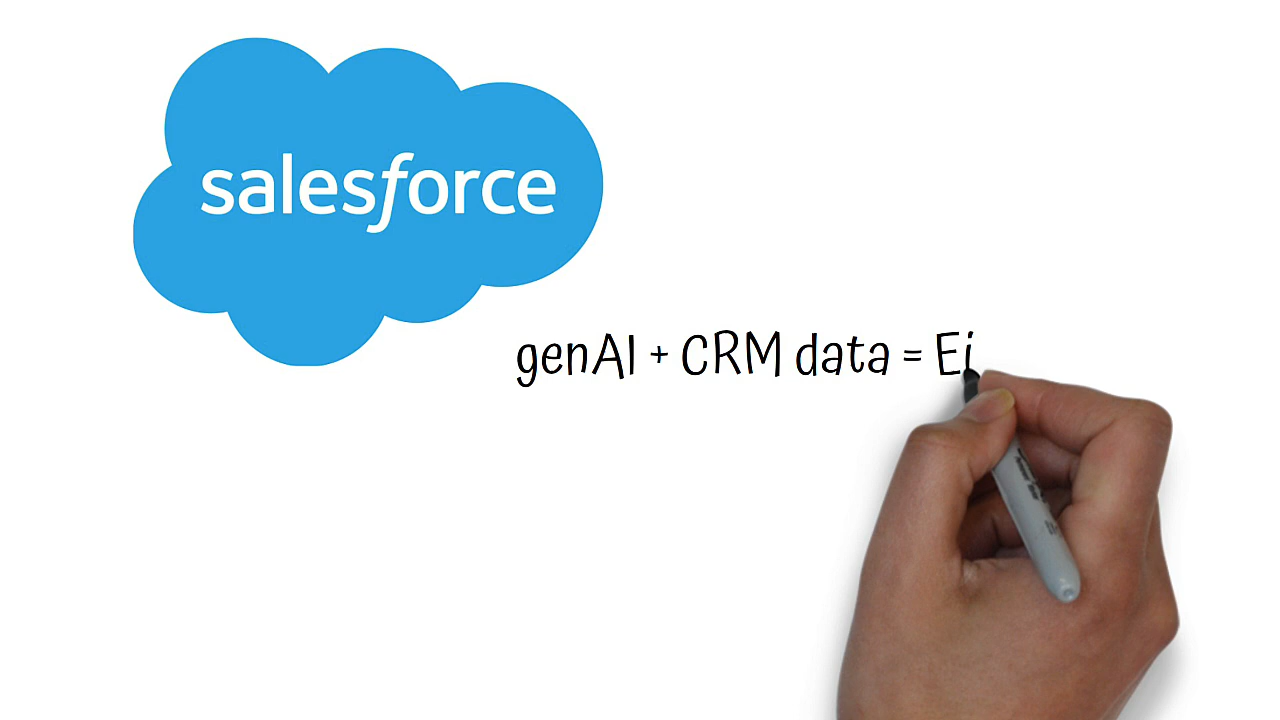 salesforce
genAI + CRM data = Ei